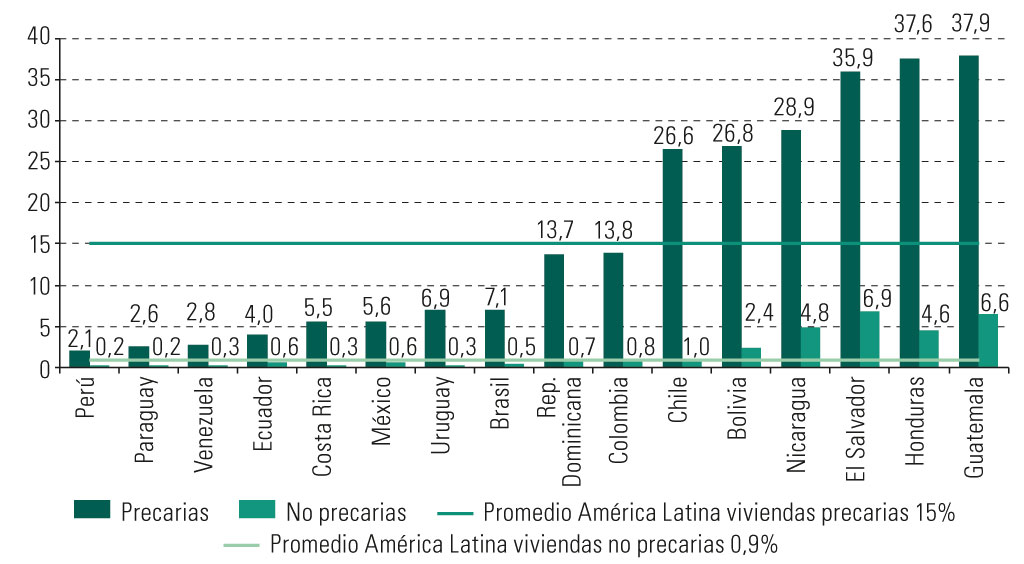 40
35
30
25
20
15
10
5
0
2,1 0,2 2,6 0,2 2,8 0,3 4,0 0,6 5,5 0,3 5,6 0,6 6,9 0,3 7,1 0,5 13,7 0,7 13,8 0,8 26,6 1,0 26,8 2,4 28,9 4,8 35,9 6,9 37,6 4,6 37,9 6,6
Perú
Paraguay
Venezuela
Ecuador
Costa Rica
México
Uruguay
Brasil
Rep.
Dominicana
Colombia
Chile
Bolivia
Nicaragua
El Salvador
Honduras
Guatemala
Precarias No precarias Promedio América Latina viviendas precarias 15%
Promedio América Latina viviendas no precarias 0,9%